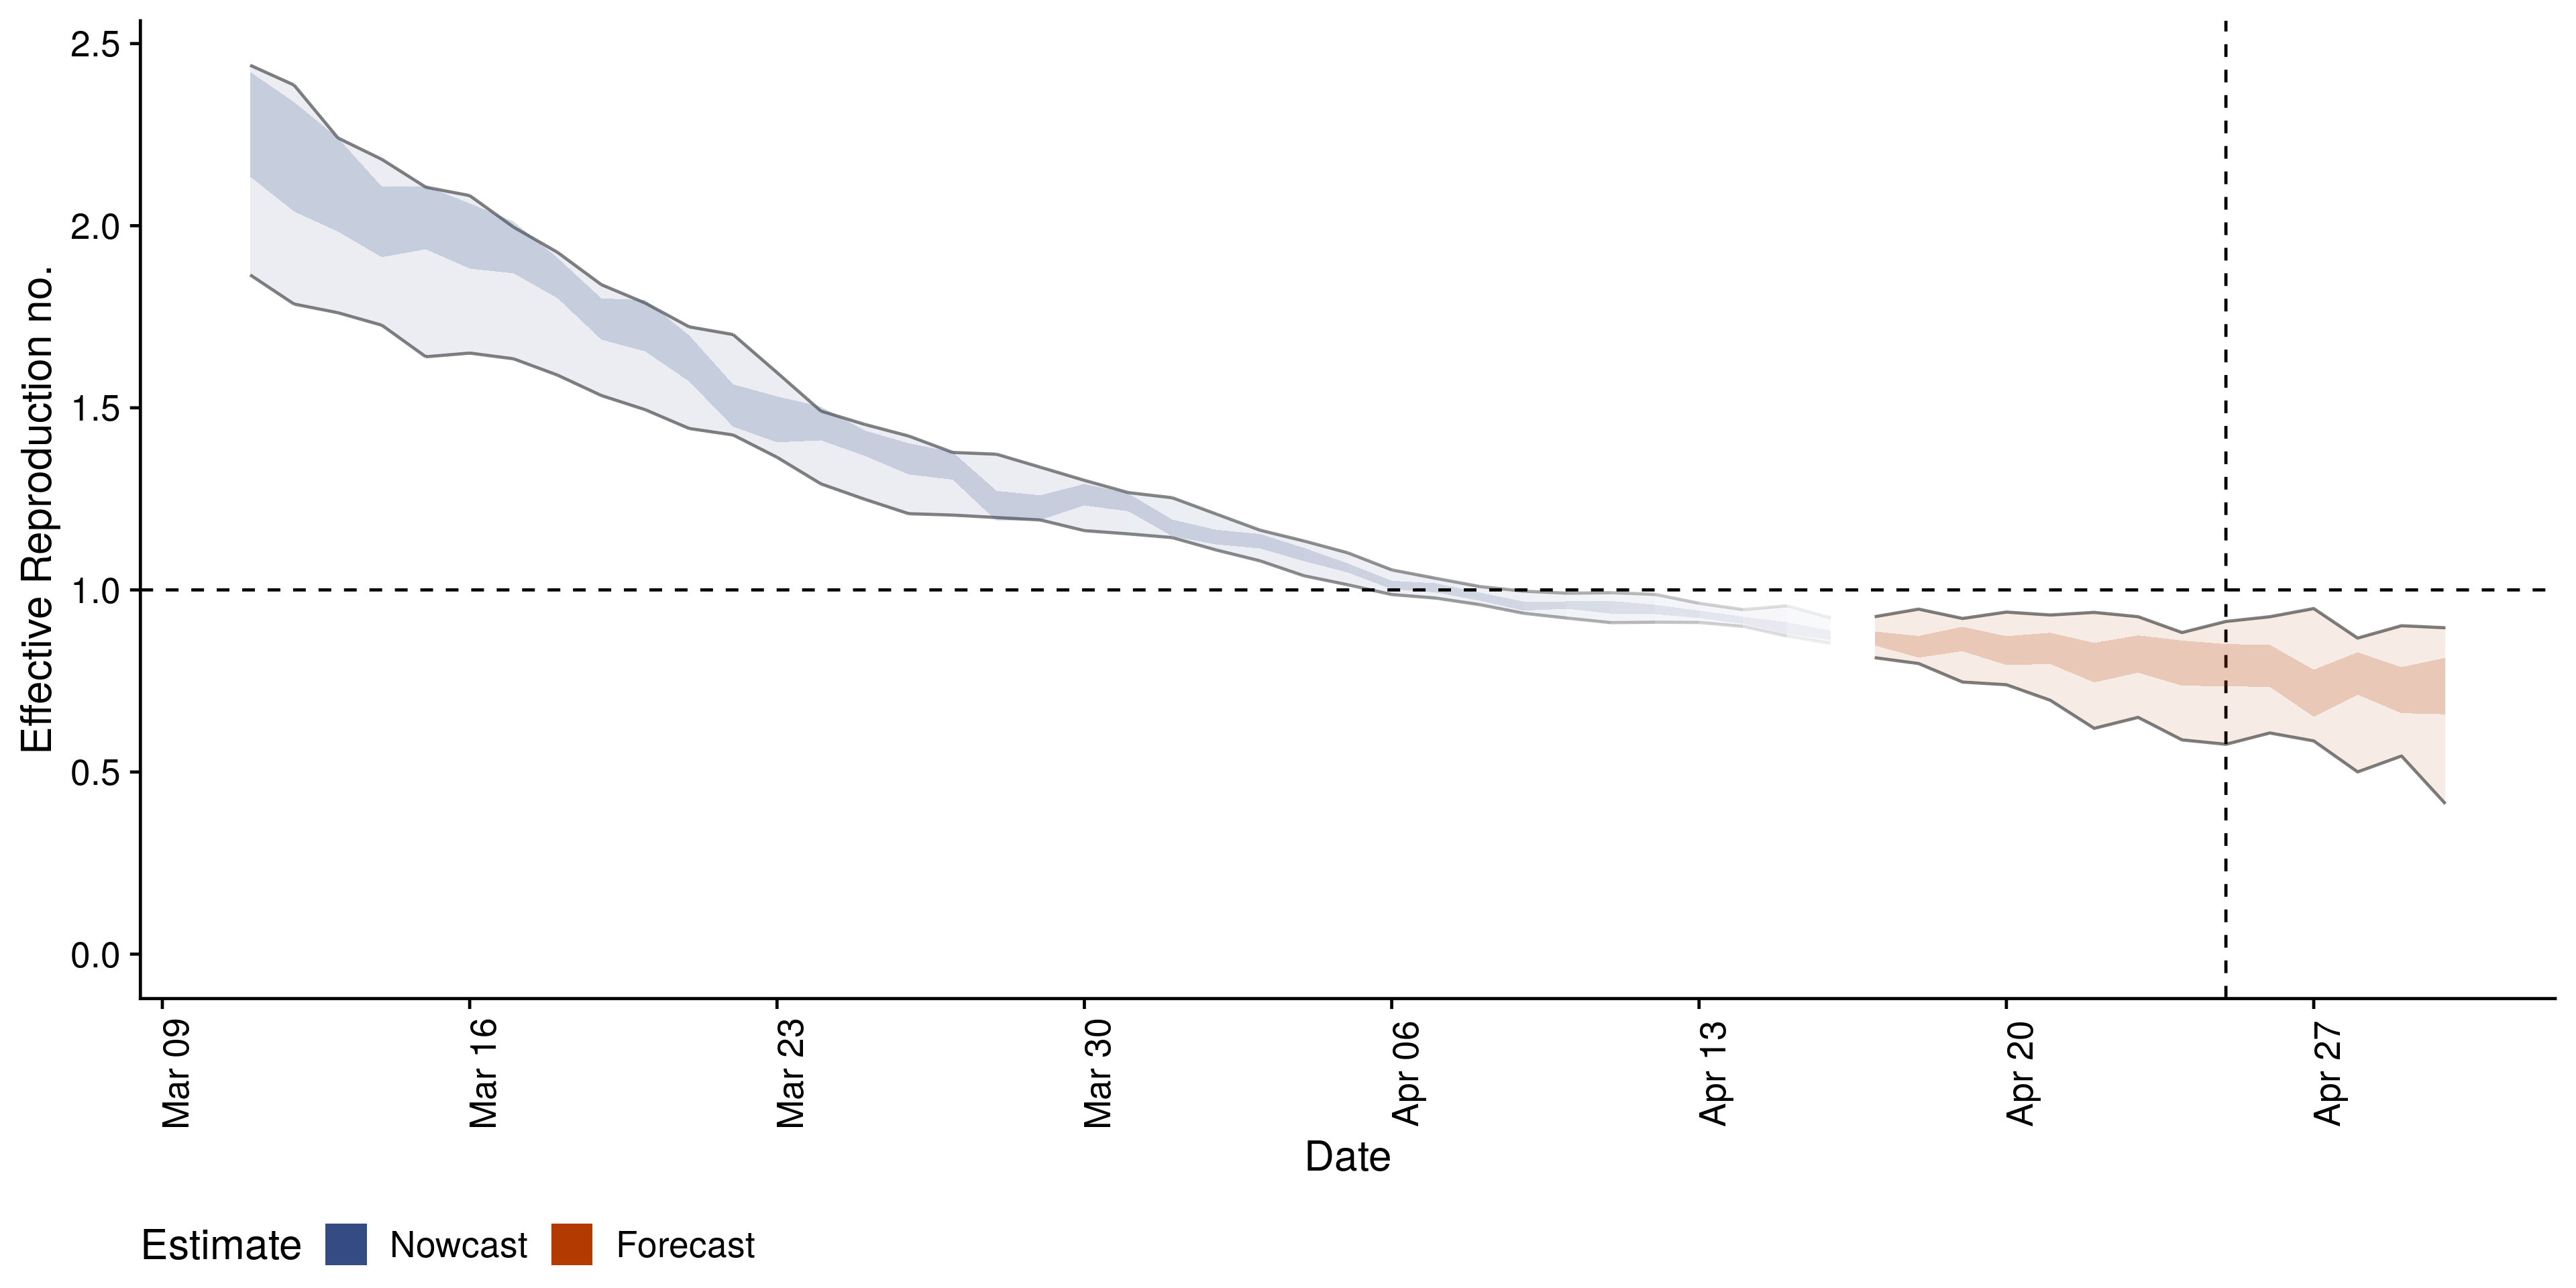 Effective Reproduction no.
2.5
2.0
1.5
1.0
0.5
0.0
Mar 09
Mar 16
Mar 23
Mar 30
Apr 06
Apr 13
Apr 20
Apr 27
Date
Estimate Nowcast Forecast